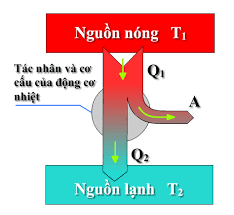 Nguồn nóng T₁
Tác nhân và cơ
cấu của động cơ
nhiệt
Q₁
A
Q₂
Nguồn lạnh T₂